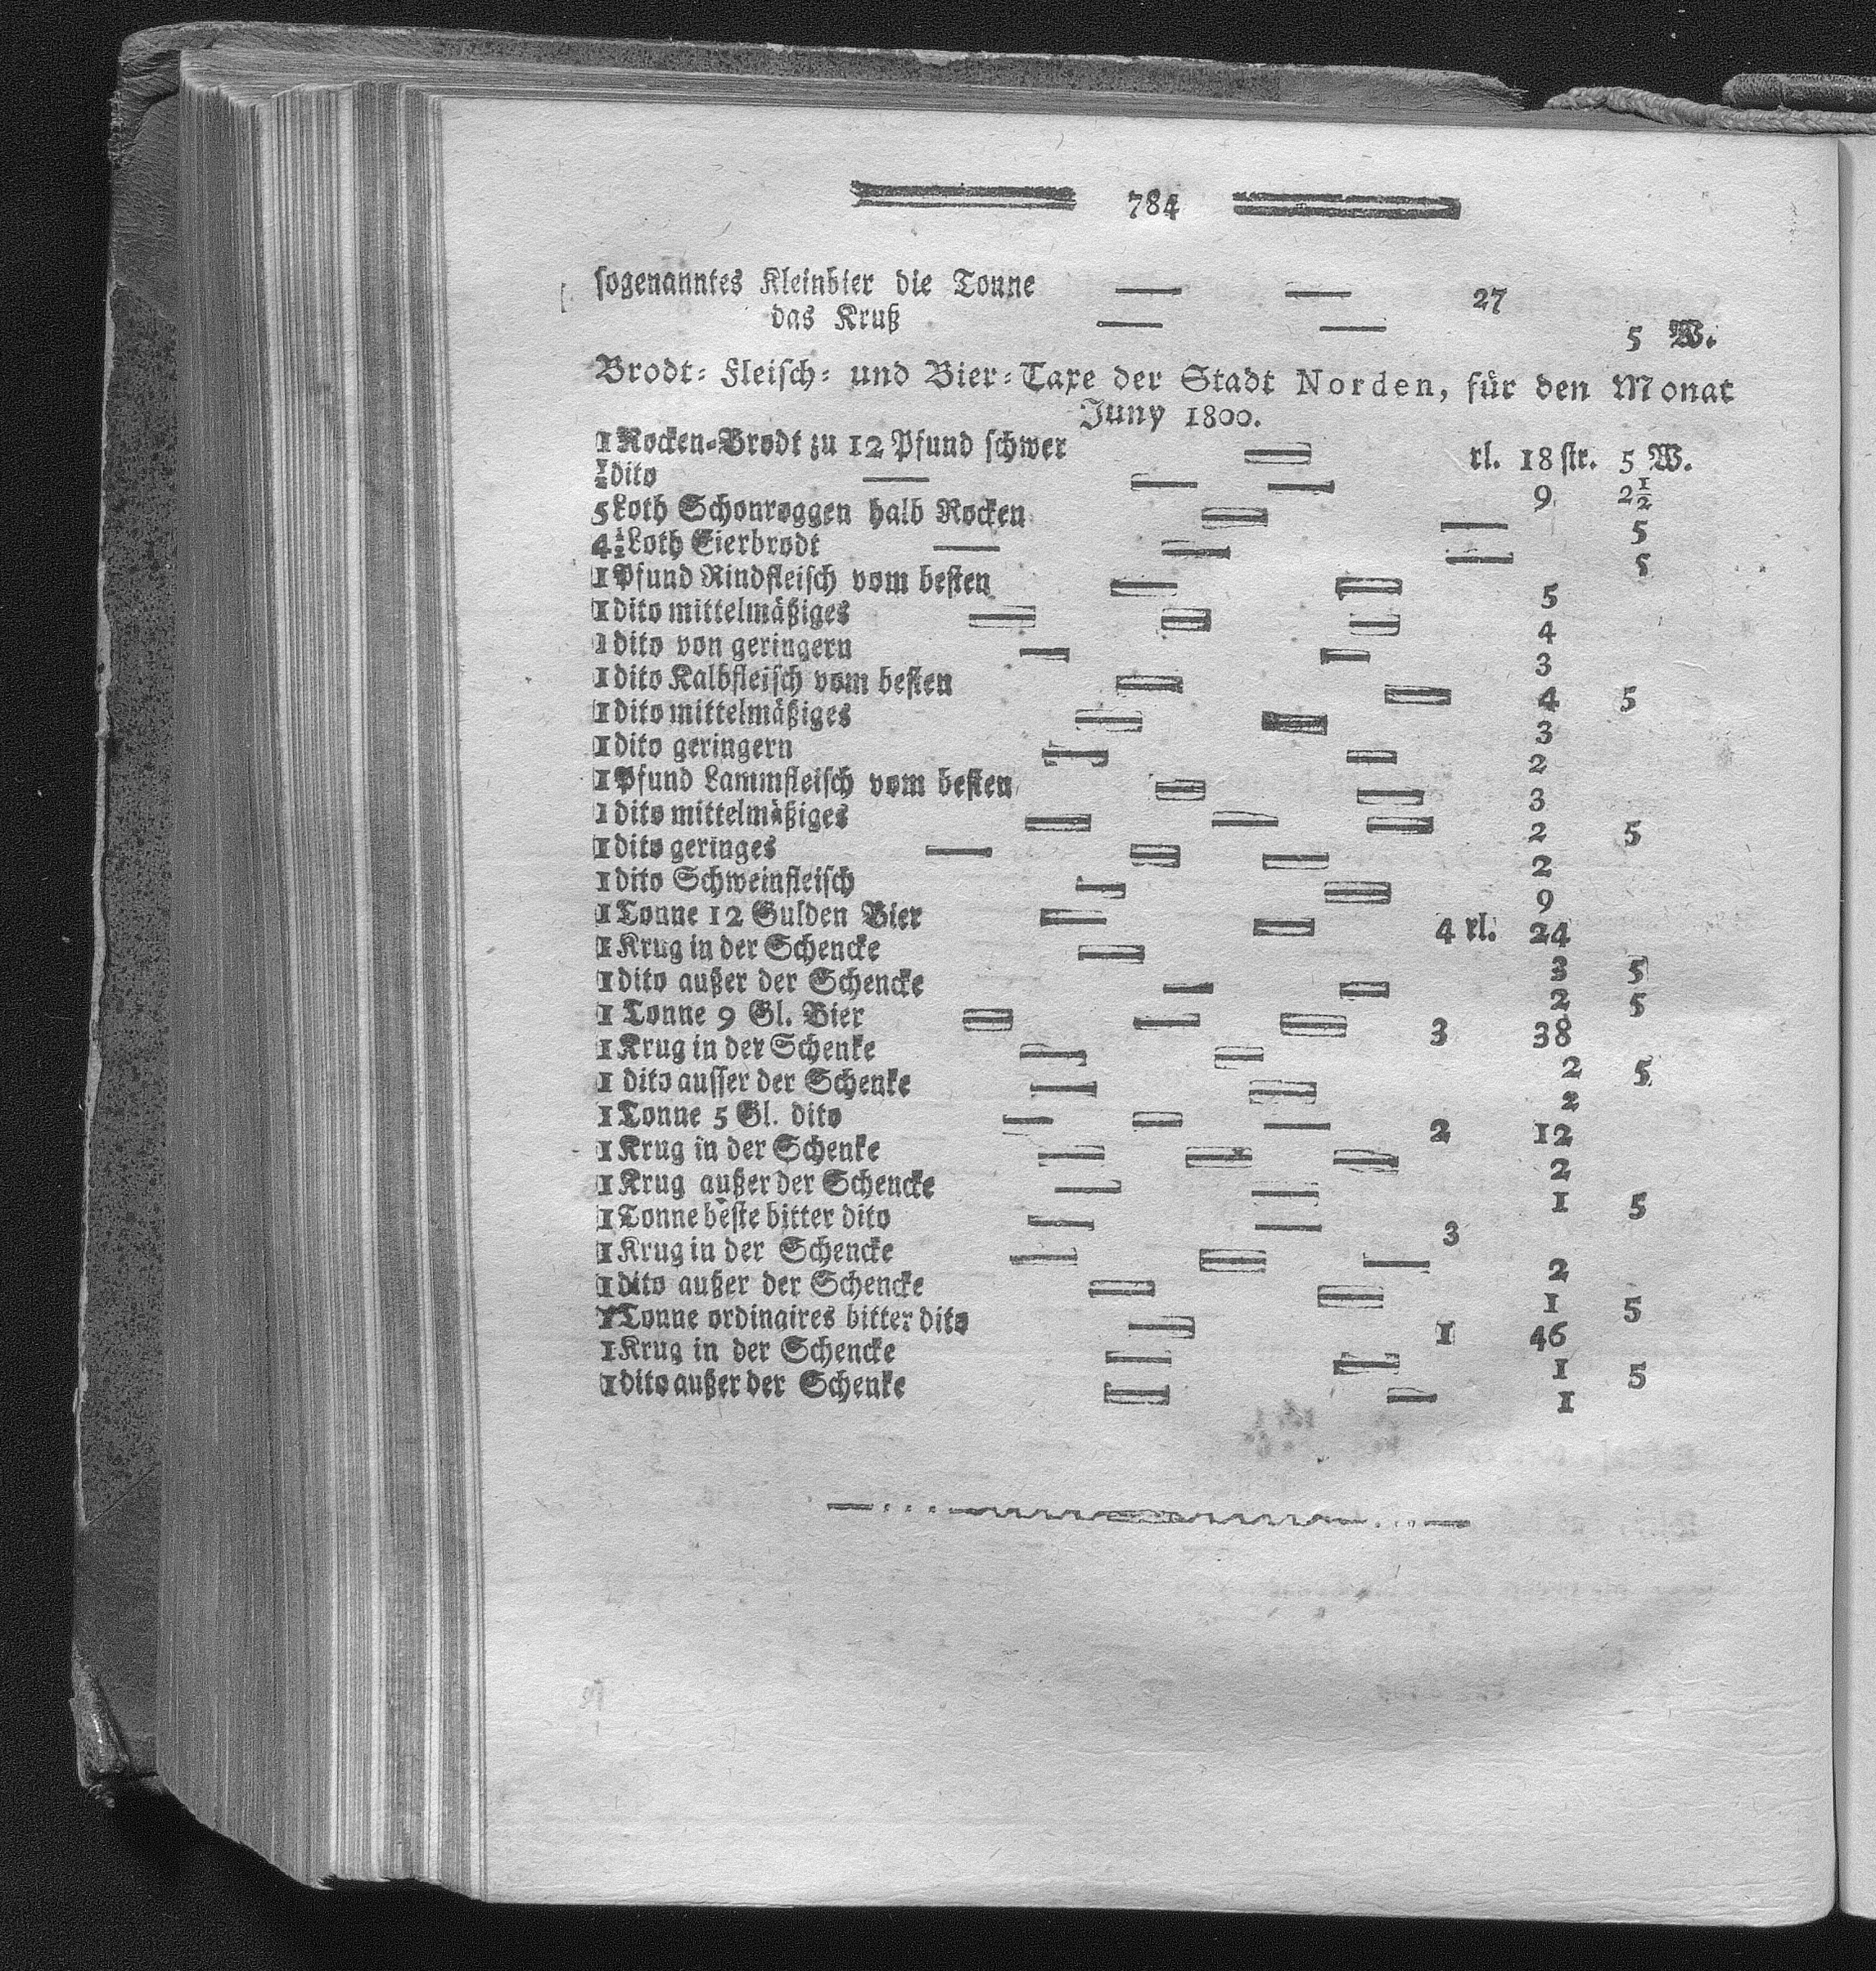 784
sogenanntes Kleinbier die Tonne — — 27
das Kruß — — 5 W.
Brodt- Fleisch- und Bier-Taxe der Stadt Norden, für den Monat
Juny 1800.
1 Rocken-Brodt zu 12 Pfund schwer — rl. 18 str. 5 W.
½ dito — — — 9 2½
5 Loth Schonroggen halb Rocken — — 5
4½ Loth Eierbrodt — — — 5
1 Pfund Rindfleisch vom besten — — 5
1 dito mittelmäßiges — — — 4
1 dito von geringern — — 3
1 dito Kalbfleisch vom besten — — 4 5
1 dito mittelmäßiges — — 3
1 dito geringern — — 2
1 Pfund Lammfleisch vom besten — — 3
1 dito mittelmäßiges — — — 2 5
1 dito geringes — — — 2
1 dito Schweinfleisch — — 9
1 Tonne 12 Gulden Bier — — 4 rl. 24
1 Krug in der Schencke — 3 5
1 dito außer der Schencke — — 2 5
1 Tonne 9 Gl. Bier — — — 3 38
1 Krug in der Schenke — — 2 5
1 dito ausser der Schenke — — 2
1 Tonne 5 Gl. dito — — — 2 12
1 Krug in der Schenke — — — 2
1 Krug außer der Schencke — — 1 5
1 Tonne beste bitter dito — — 3
1 Krug in der Schencke — — — 2
1 dito außer der Schencke — — 1 5
1 Tonne ordinaires bitter dito — 1 46
1 Krug in der Schencke — — 1 5
1 dito außer der Schenke — — 1